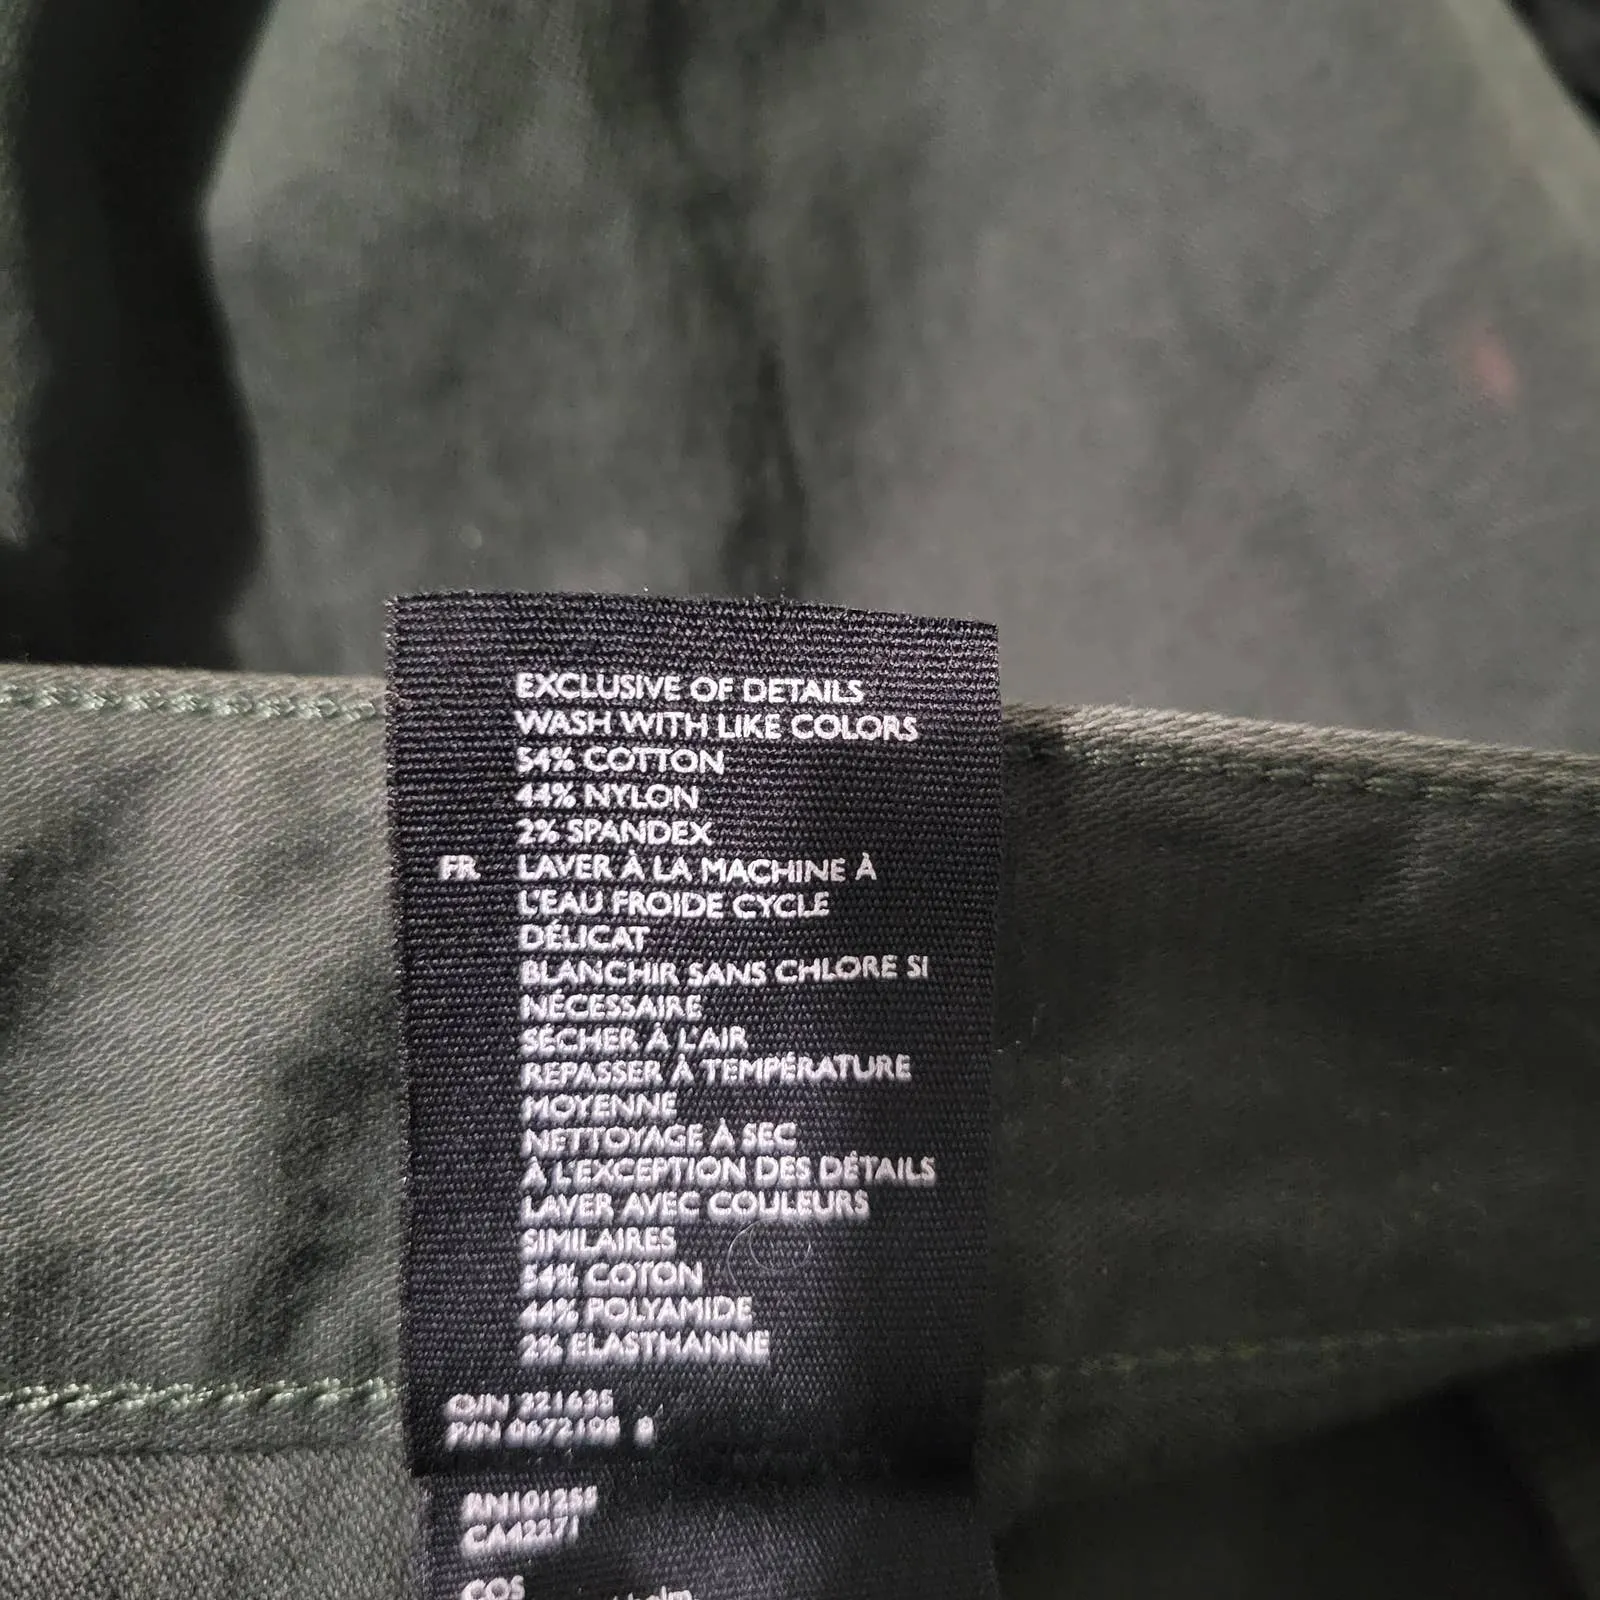 EXCLUSIVE OF DETAILS
WASH WITH LIKE COLORS
54% COTTON
44% NYLON
2% SPANDEX
FR LAVER À LA MACHINE À
L'EAU FROIDE CYCLE
DÉLICAT
BLANCHIR SANS CHLORE SI
NÉCESSAIRE
SÉCHER À L'AIR
REPASSER À TEMPÉRATURE
MOYENNE
NETTOYAGE À SEC
À L'EXCEPTION DES DÉTAILS
LAVER AVEC COULEURS
SIMILAIRES
54% COTON
44% POLYAMIDE
2% ELASTHANNE
O/N 221635
P/N 0672108 8
RN101255
CA42271
COS